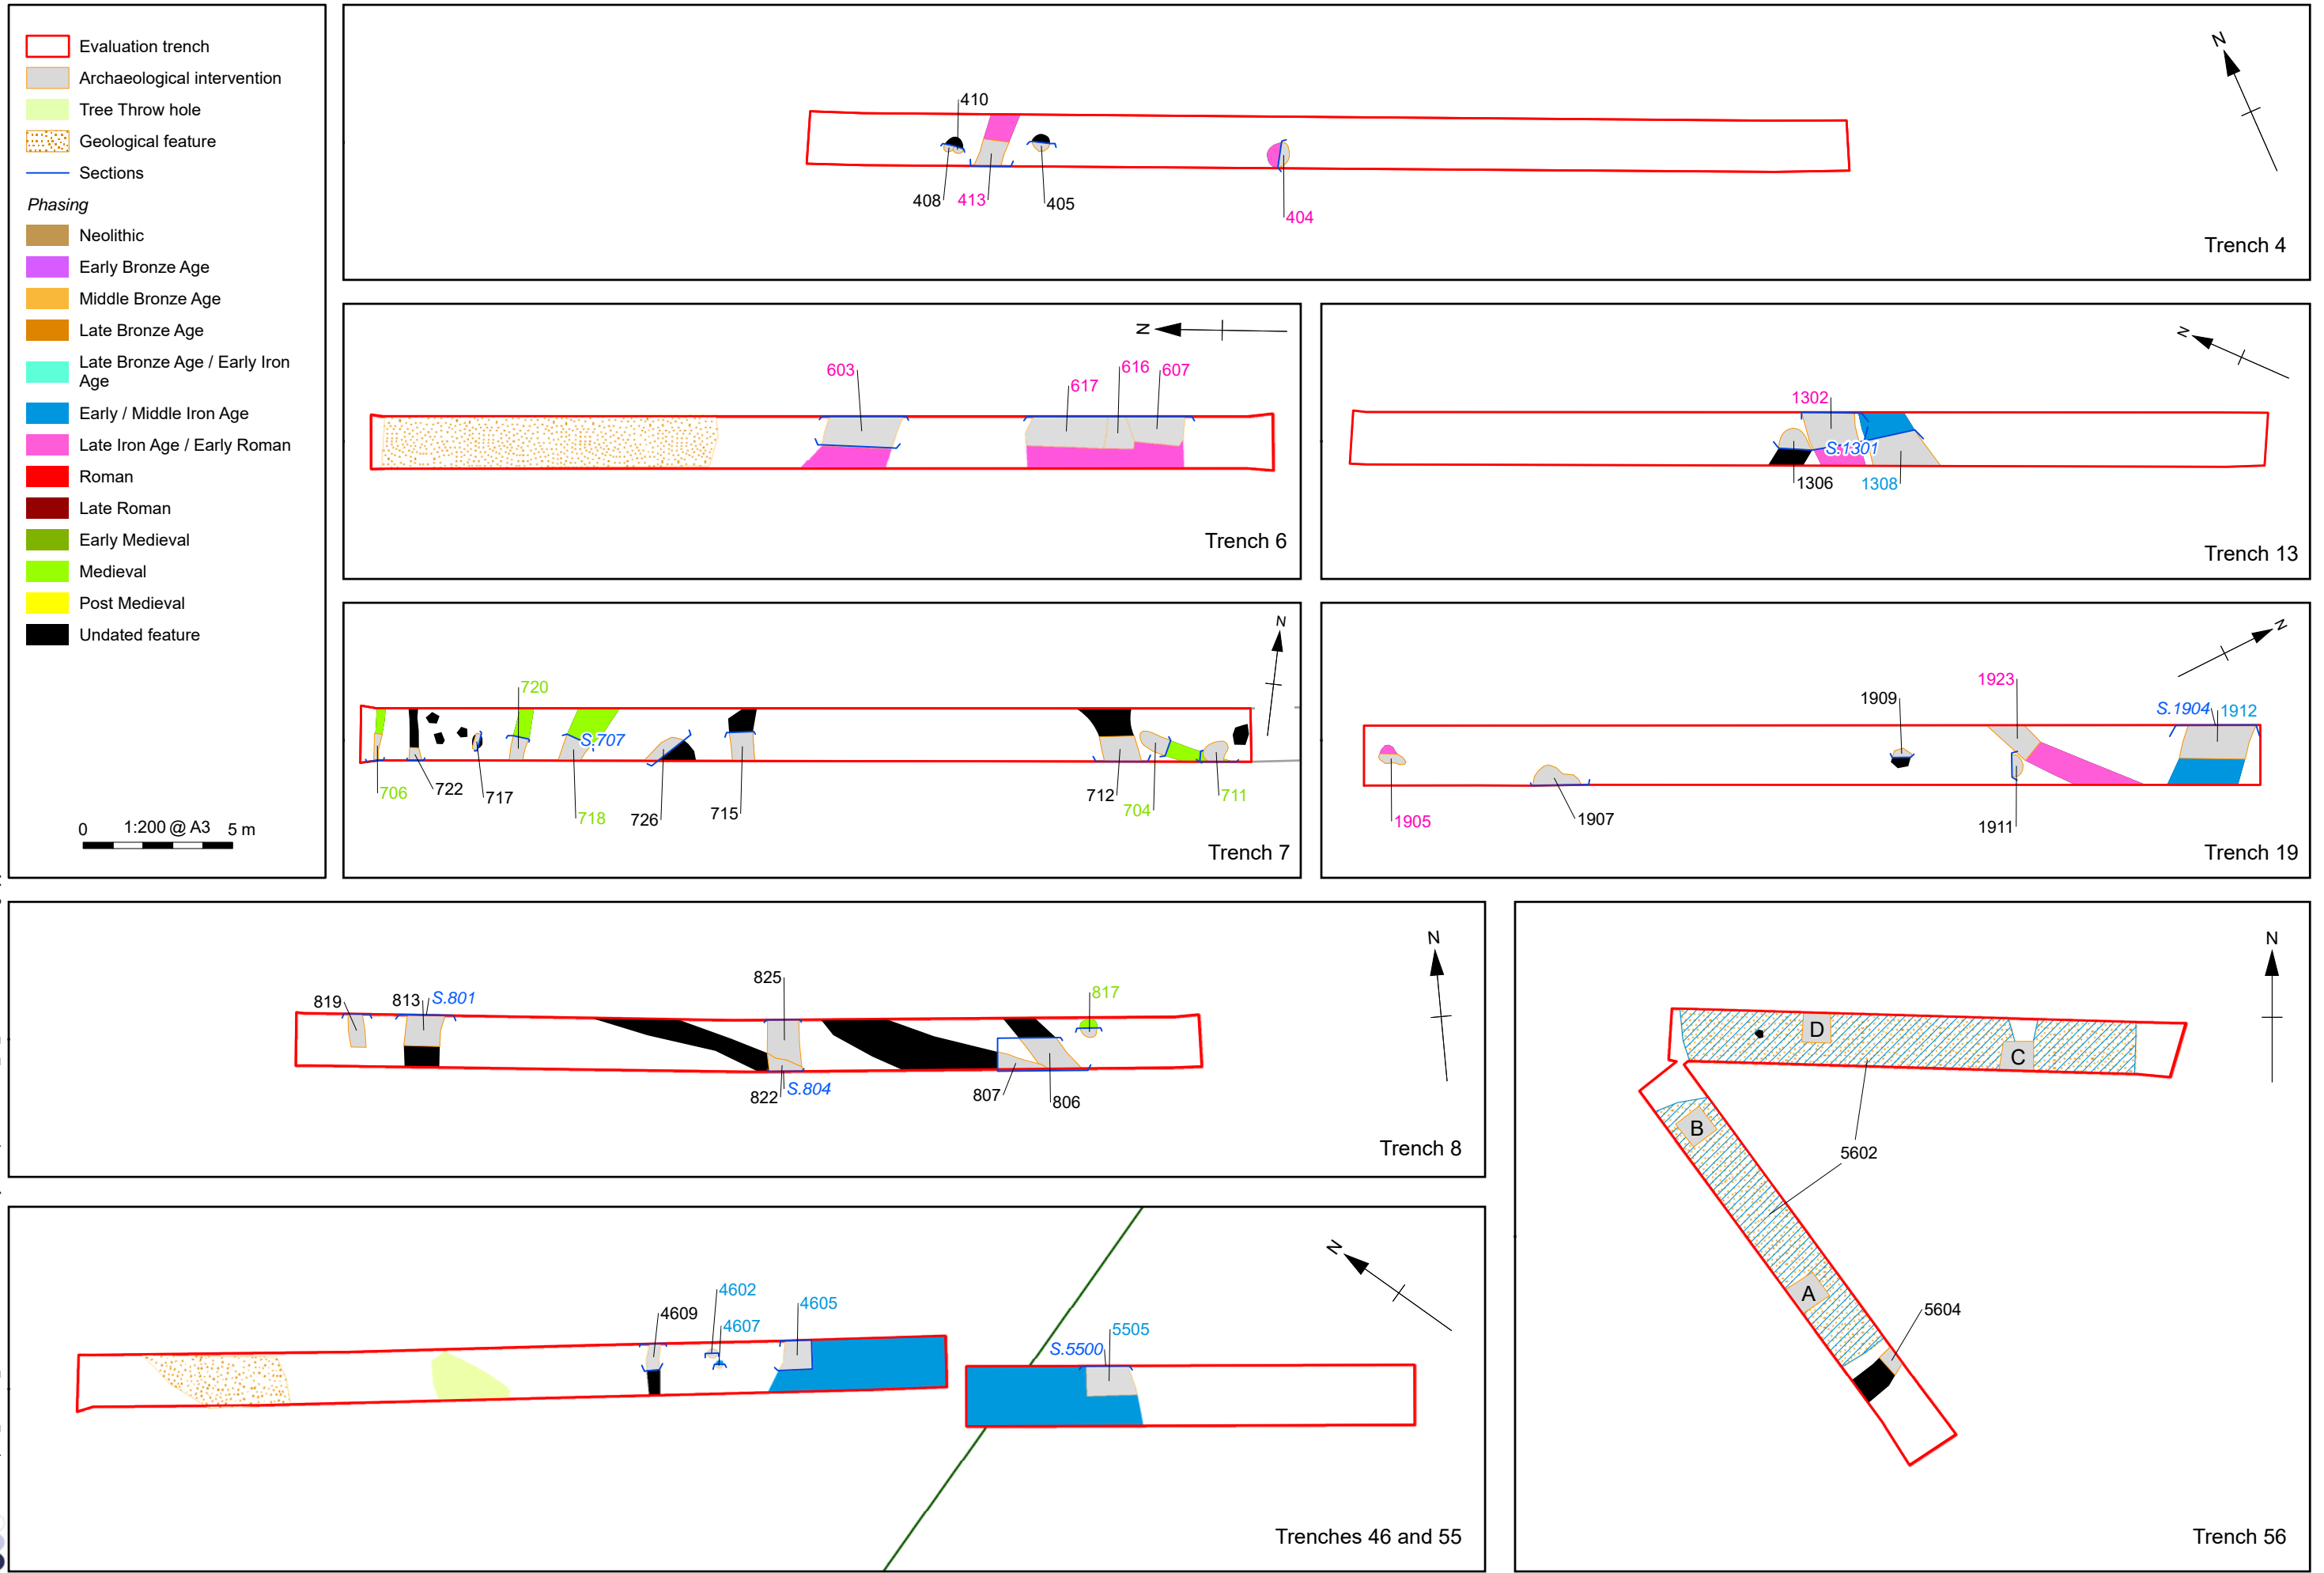 Evaluation trench
Archaeological intervention
Tree Throw hole
Geological feature
Sections
Phasing
Neolithic
Early Bronze Age
Middle Bronze Age
Late Bronze Age
Late Bronze Age / Early Iron
Age
Early / Middle Iron Age
Late Iron Age / Early Roman
Roman
Late Roman
Early Medieval
Medieval
Post Medieval
Undated feature
0 1:200 @ A3 5 m
N
410
408
413
405
404
Trench 4
N
603
617
616
607
Trench 6
N
1302
S.1301
1306
1308
Trench 13
N
720
S.707
706
722
717
718
726
715
712
704
711
Trench 7
N
1923
1909
S.1904
1912
1905
1907
1911
Trench 19
N
825
819
813
S.801
817
822
S.804
807
806
Trench 8
N
4602
4609
4607
4605
S.5500
5505
Trenches 46 and 55
N
D
C
B
5602
A
5604
Trench 56